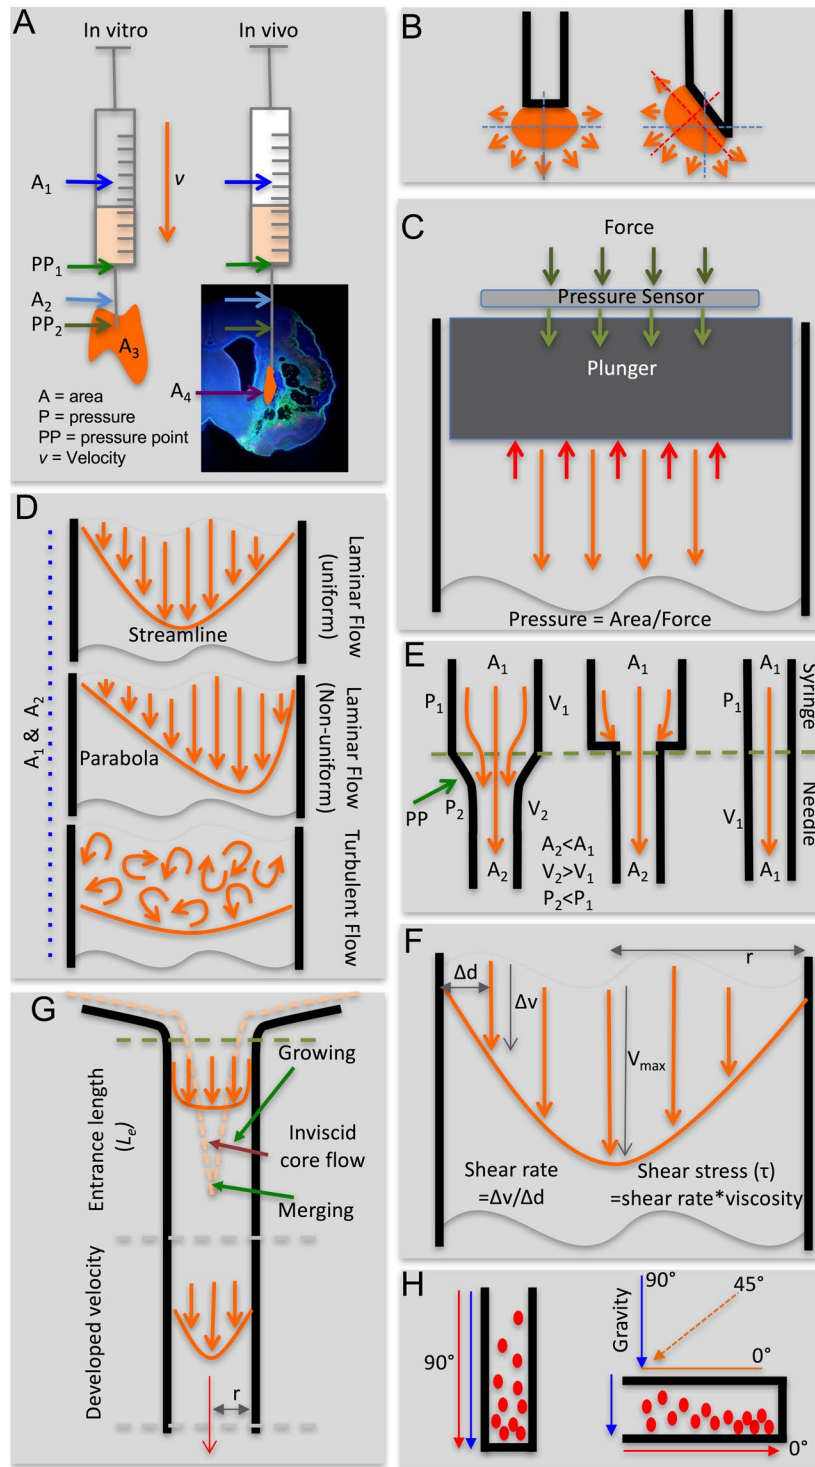 A
In vitro
In vivo
A1
v
PP1
A2
PP2
A3
A4
A = area
P = pressure
PP = pressure point
v = Velocity
B
C
Force
Pressure Sensor
Plunger
Pressure = Area/Force
D
A1 & A2
Streamline
Laminar Flow
(uniform)
Parabola
Laminar Flow
(Non-uniform)
Turbulent Flow
E
A1
A1
A1
P1
V1
P1
Syringe
PP
P2
V2
V1
Needle
A2
A2<A1
V2>V1
P2<P1
A2
A1
F
Δd
Δv
r
Vmax
Shear rate
=Δv/Δd
Shear stress (τ)
=shear rate*viscosity
G
Entrance length
(Le)
Growing
Inviscid
core flow
Merging
Developed velocity
r
H
90°
Gravity
90°
45°
0°
0°